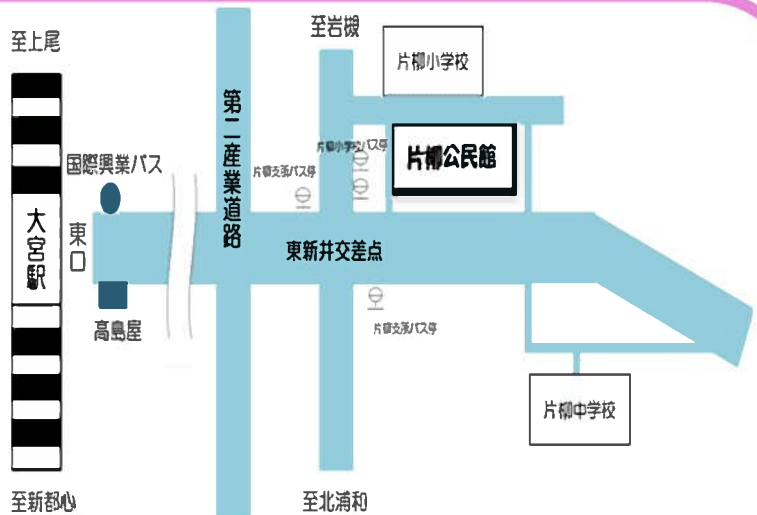 至上尾
至岩槻
片柳小学校
第二産業道路
片柳小学校バス停
片柳公民館
国際興業バス
片柳支所バス停
大宮駅
東口
東新井交差点
高島屋
片柳支所バス停
片柳中学校
至新都心
至北浦和